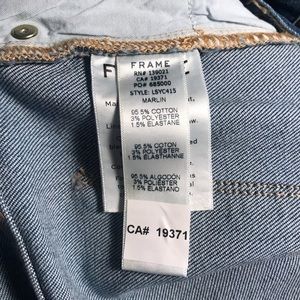 FRAME
RN# 139021
CA# 19371
PO# 685000
STYLE: LSYC415
MARLIN
95.5% COTTON
3% POLYESTER
1.5% ELASTANE
95.5% COTON
3% POLYESTER
1.5% ELASTHANNE
95.5% ALGODON
3% POLIESTER
1.5% ELASTANO
CA# 19371